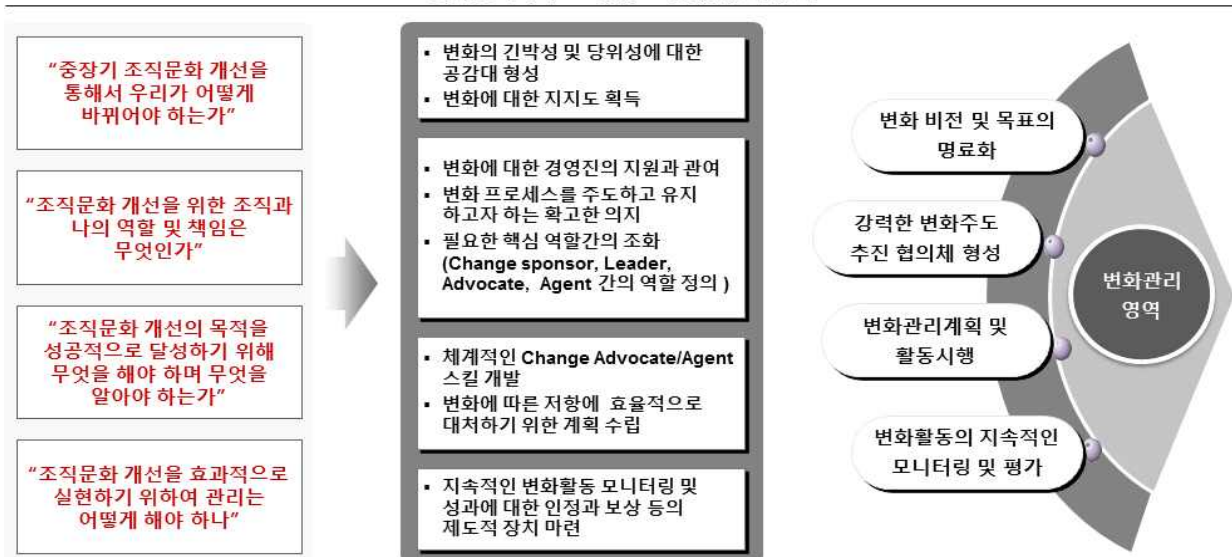 “중장기 조직문화 개선을
통해서 우리가 어떻게
바뀌어야 하는가”
“조직문화 개선을 위한 조직과
나의 역할 및 책임은
무엇인가”
“조직문화 개선의 목적을
성공적으로 달성하기 위해
무엇을 해야 하며 무엇을
알아야 하는가”
“조직문화 개선을 효과적으로
실현하기 위하여 관리는
어떻게 해야 하나”
▪ 변화의 긴박성 및 당위성에 대한
공감대 형성
▪ 변화에 대한 지지도 획득
▪ 변화에 대한 경영진의 지원과 관여
▪ 변화 프로세스를 주도하고 유지
하고자 하는 확고한 의지
▪ 필요한 핵심 역할간의 조화
(Change sponsor, Leader,
Advocate, Agent 간의 역할 정의 )
▪ 체계적인 Change Advocate/Agent
스킬 개발
▪ 변화에 따른 저항에 효율적으로
대처하기 위한 계획 수립
▪ 지속적인 변화활동 모니터링 및
성과에 대한 인정과 보상 등의
제도적 장치 마련
변화 비전 및 목표의
명료화
강력한 변화주도
추진 협의체 형성
변화관리계획 및
활동시행
변화활동의 지속적인
모니터링 및 평가
변화관리
영역